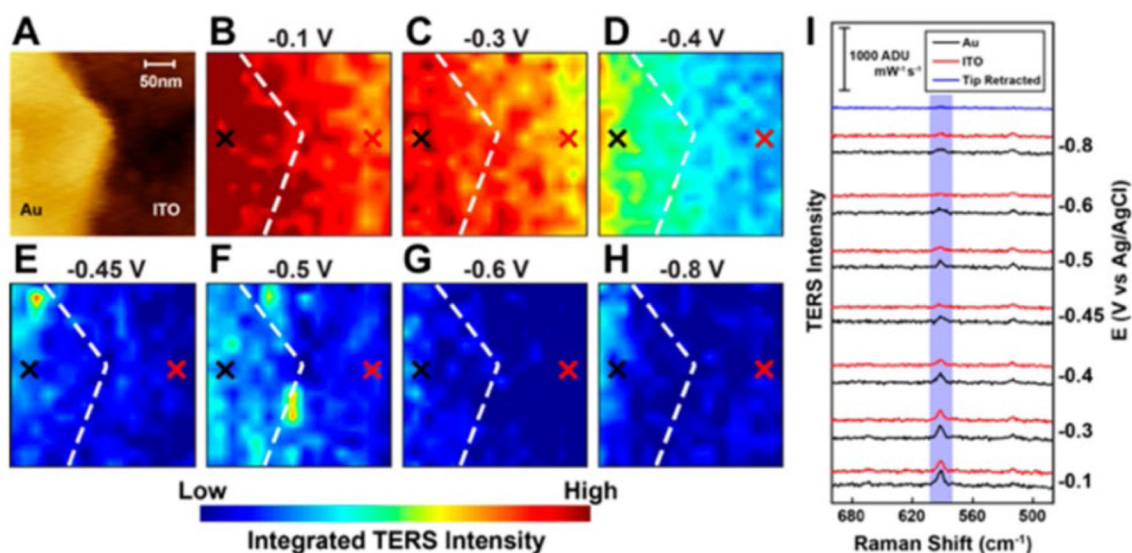 A
50nm
Au
ITO
B
-0.1 V
C
-0.3 V
D
-0.4 V
E
-0.45 V
F
-0.5 V
G
-0.6 V
H
-0.8 V
Low
High
Integrated TERS Intensity
I
1000 ADU
mW⁻¹ s⁻¹
Au
ITO
Tip Retracted
TERS Intensity
-0.8
-0.6
-0.5
-0.45
-0.4
-0.3
-0.1
E (V vs Ag/AgCl)
680
620
560
500
Raman Shift (cm⁻¹)